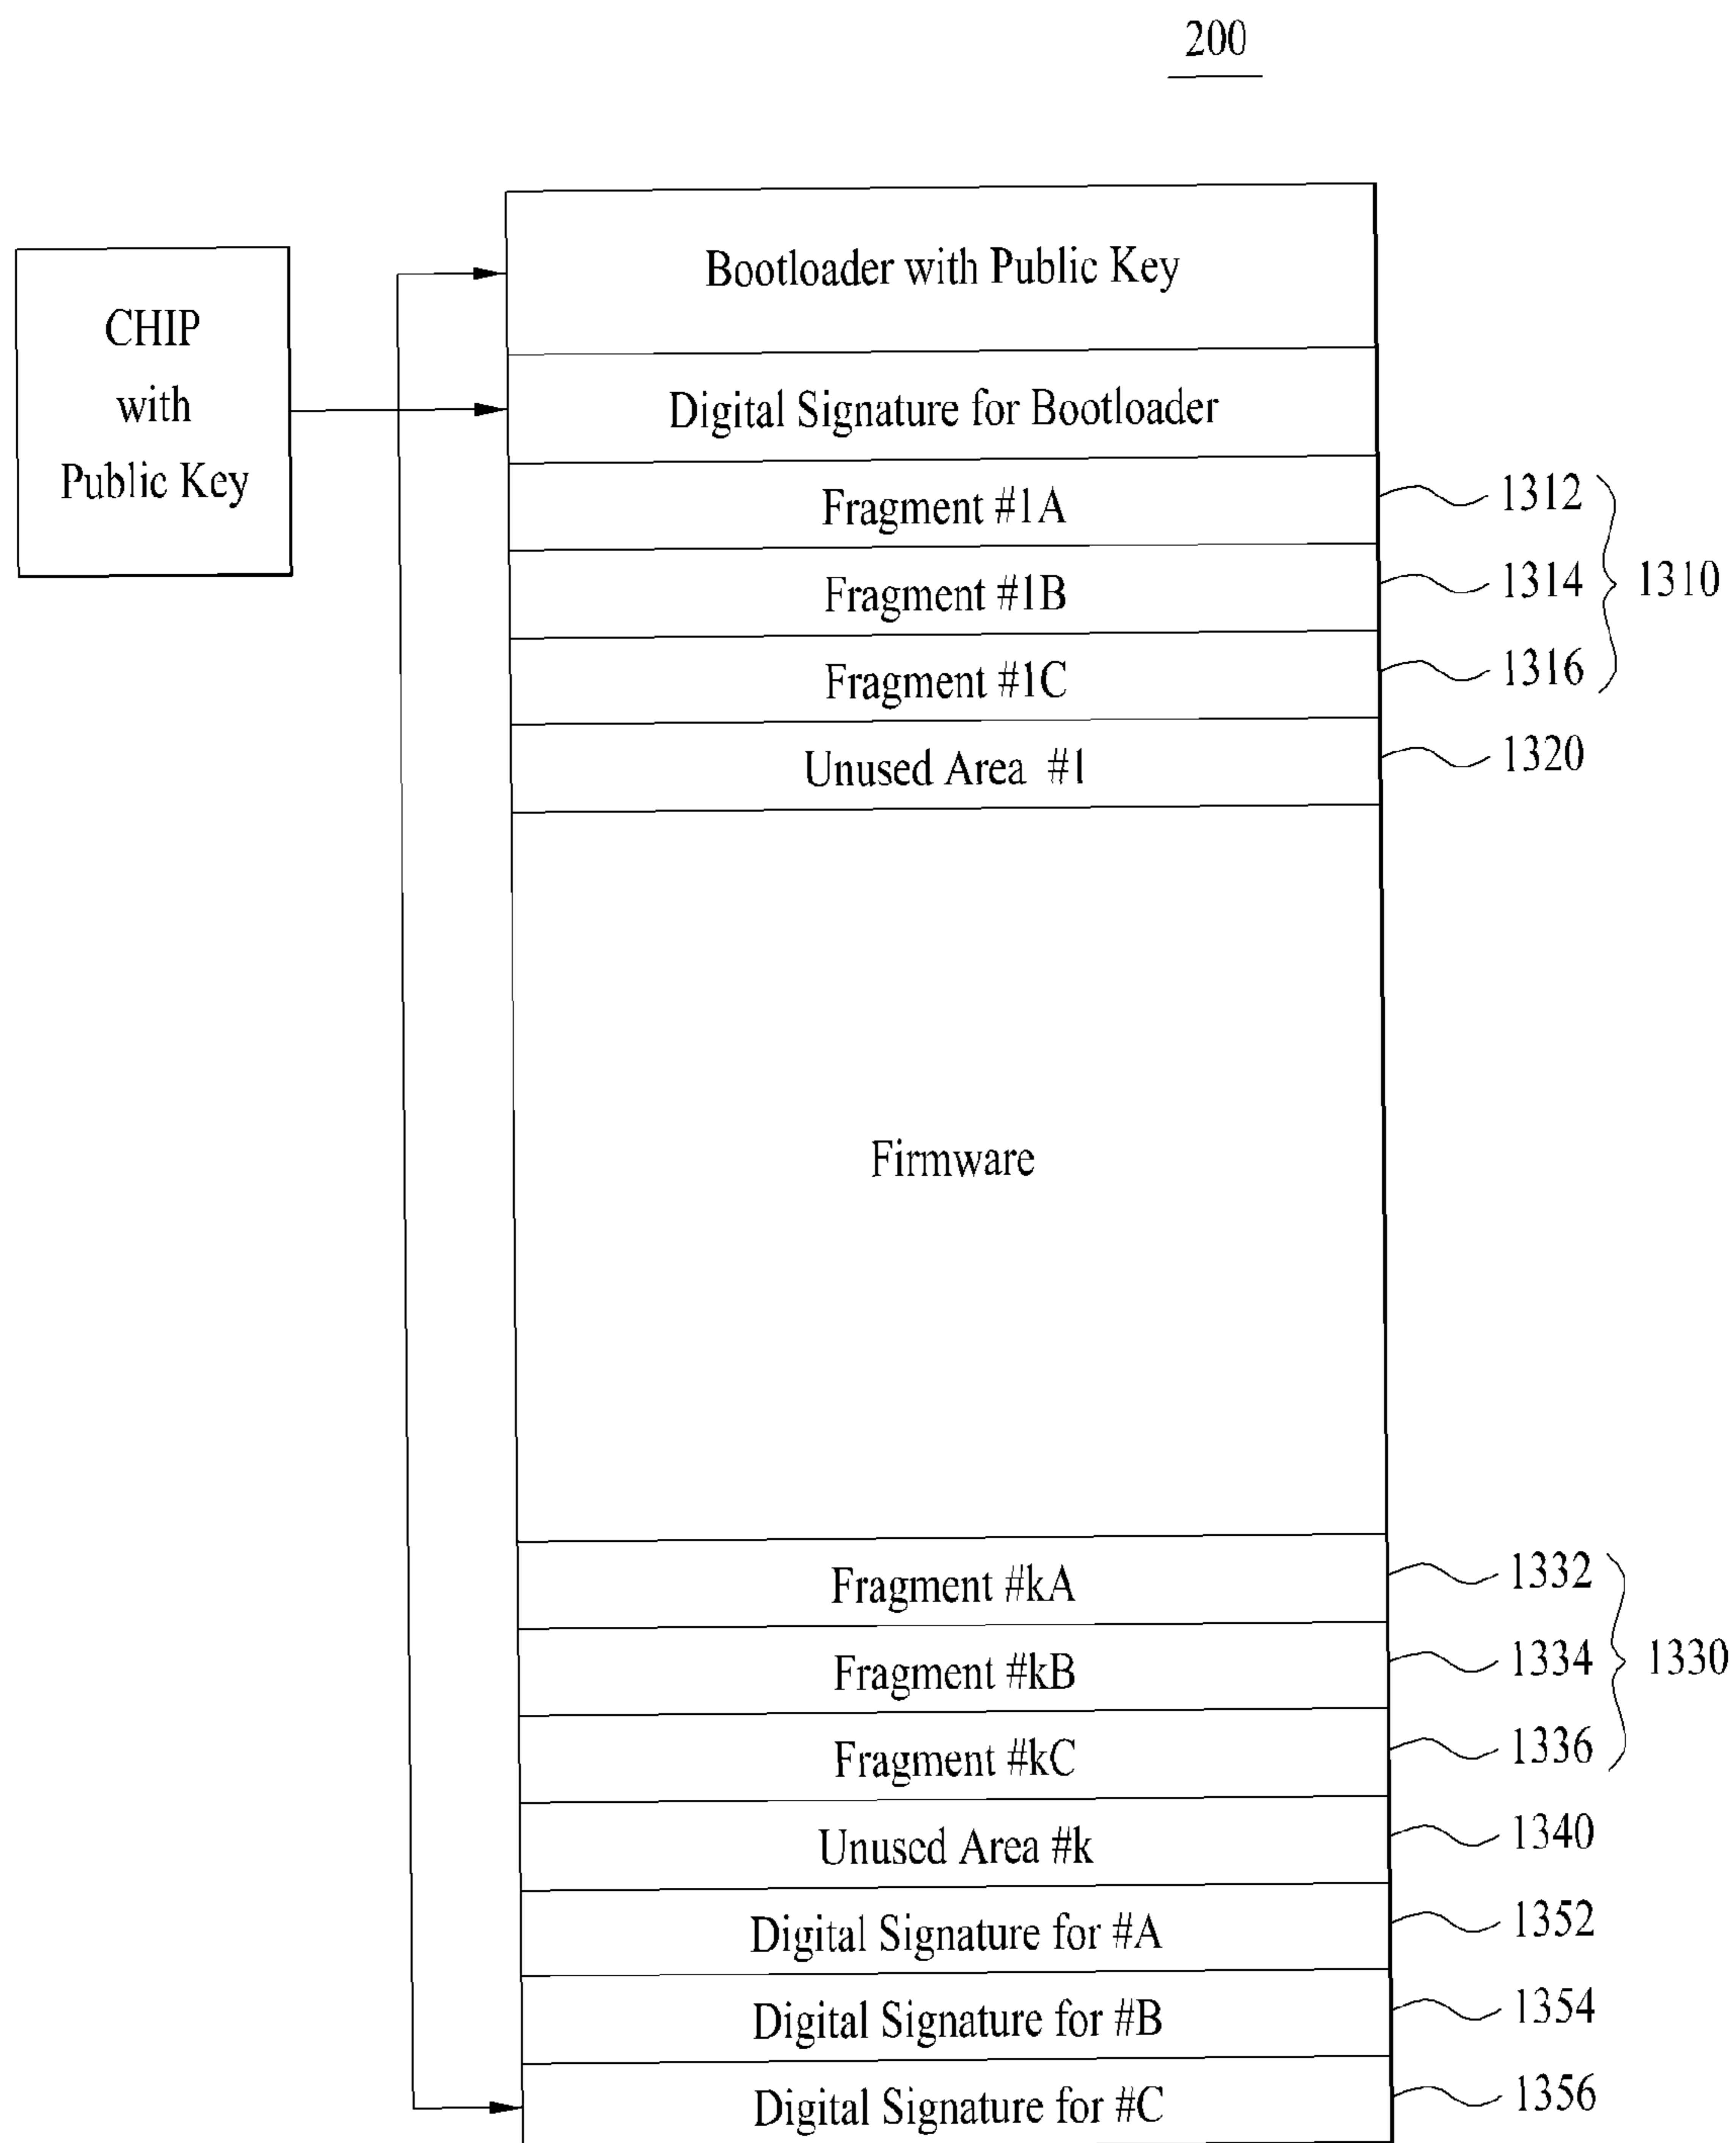 200
CHIP
with
Public Key
Bootloader with Public Key
Digital Signature for Bootloader
Fragment #1A
1312
Fragment #1B
1314
1310
Fragment #1C
1316
Unused Area #1
1320
Firmware
Fragment #kA
1332
Fragment #kB
1334
1330
Fragment #kC
1336
Unused Area #k
1340
Digital Signature for #A
1352
Digital Signature for #B
1354
Digital Signature for #C
1356